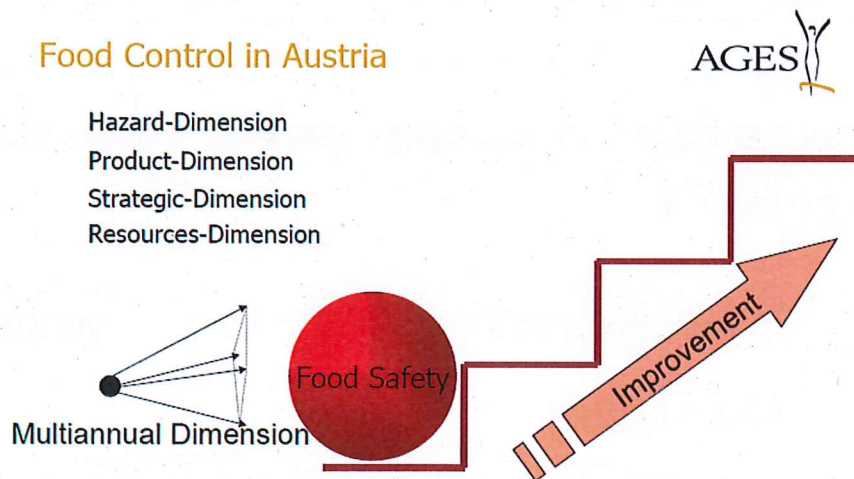 Food Control in Austria
AGES
Hazard-Dimension
Product-Dimension
Strategic-Dimension
Resources-Dimension
Food Safety
Improvement
Multiannual Dimension